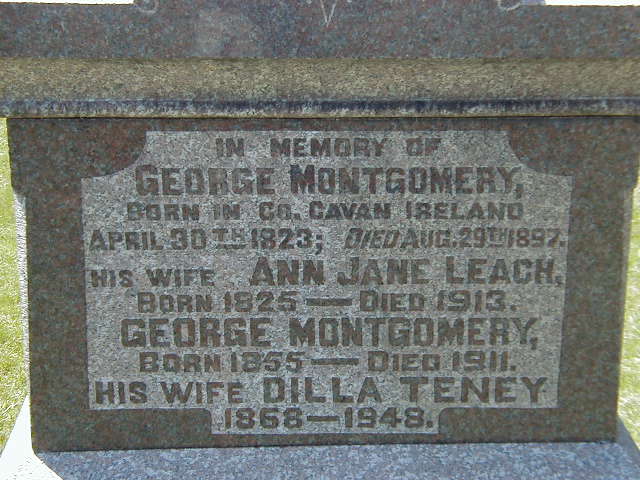 IN MEMORY OF
GEORGE MONTGOMERY,
BORN IN CO. CAVAN IRELAND
APRIL 30TH 1823; DIED AUG. 29TH 1897.
HIS WIFE ANN JANE LEACH,
BORN 1825 — DIED 1913.
GEORGE MONTGOMERY,
BORN 1855 — DIED 1911.
HIS WIFE DILLA TENEY
1868 — 1948.